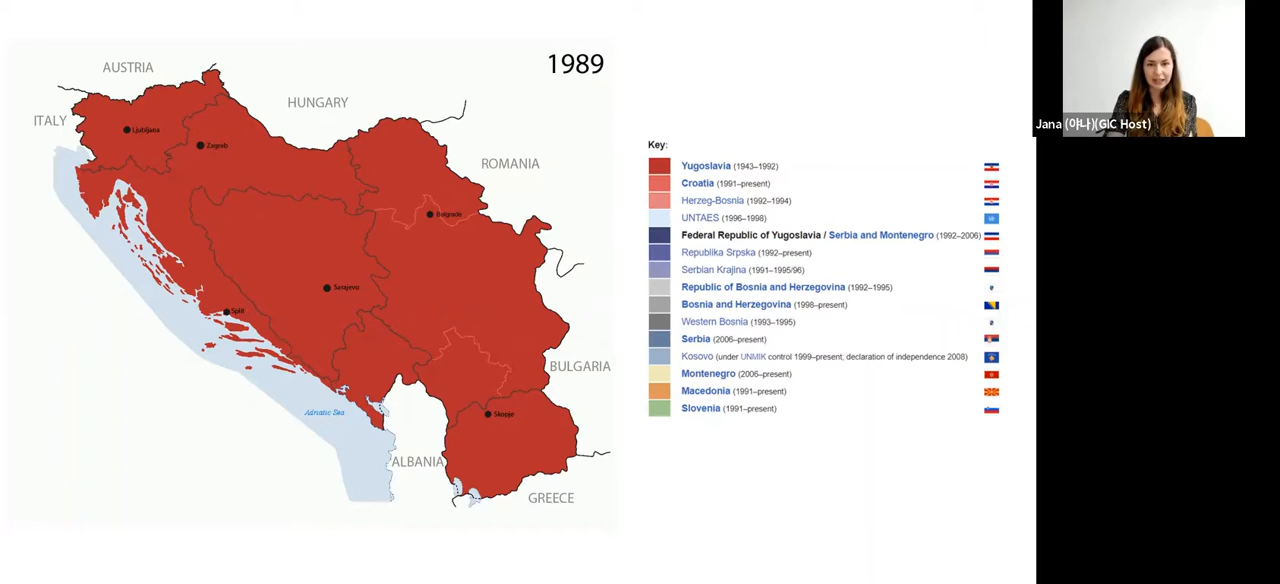 1989
AUSTRIA
HUNGARY
ITALY
Ljubljana
Zagreb
ROMANIA
Belgrade
Sarajevo
Split
BULGARIA
Adriatic Sea
Skopje
ALBANIA
GREECE
Key:
Yugoslavia (1943–1992)
Croatia (1991–present)
Herzeg-Bosnia (1992–1994)
UNTAES (1996–1998)
Federal Republic of Yugoslavia / Serbia and Montenegro (1992–2006)
Republika Srpska (1992–present)
Serbian Krajina (1991–1995/96)
Republic of Bosnia and Herzegovina (1992–1995)
Bosnia and Herzegovina (1998–present)
Western Bosnia (1993–1995)
Serbia (2006–present)
Kosovo (under UNMIK control 1999–present; declaration of independence 2008)
Montenegro (2006–present)
Macedonia (1991–present)
Slovenia (1991–present)
Jana (야나)(GIC Host)